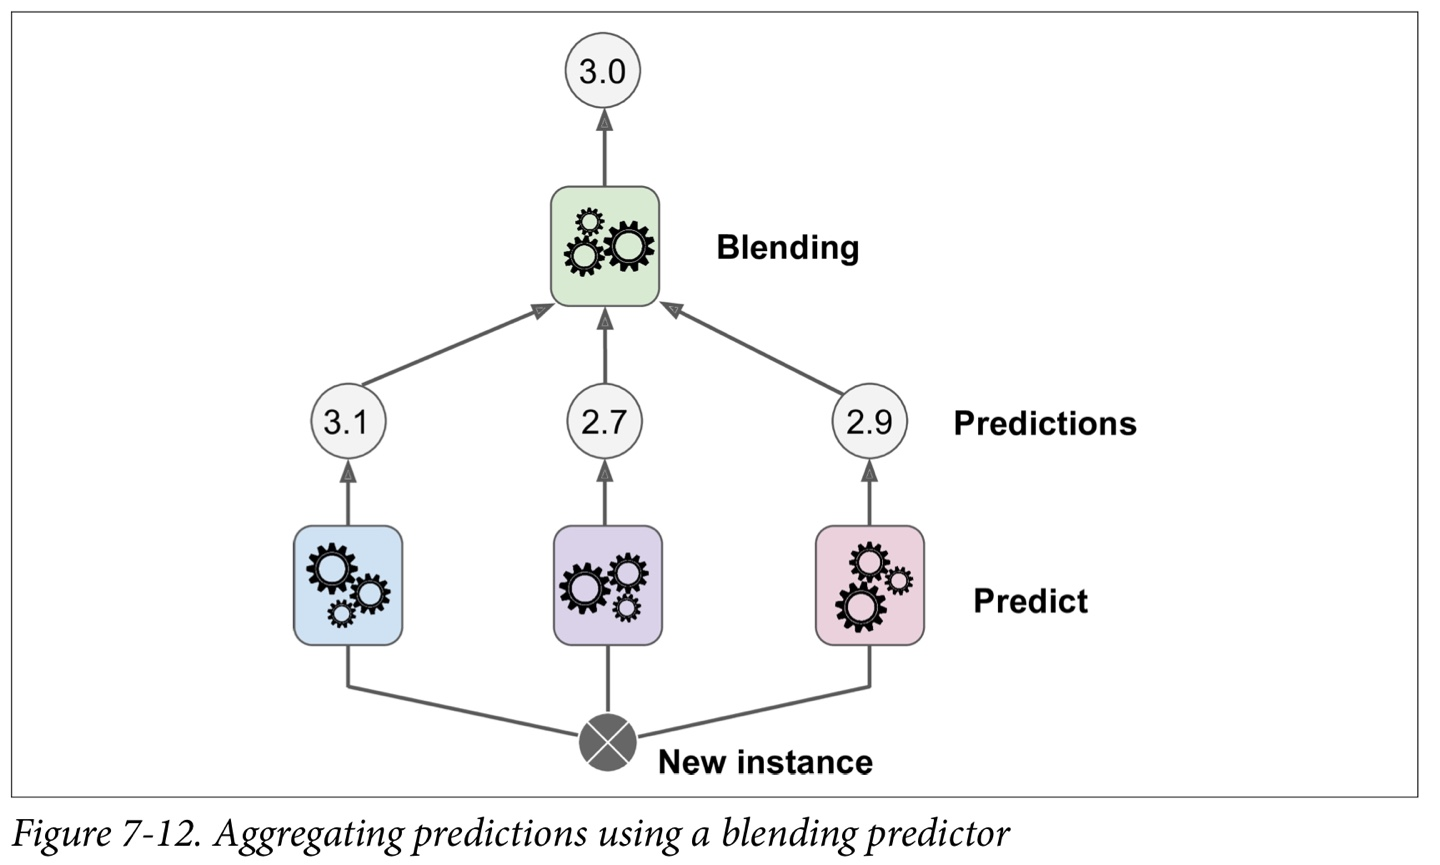 3.0
Blending
3.1
2.7
2.9
Predictions
Predict
New instance
Figure 7-12. Aggregating predictions using a blending predictor